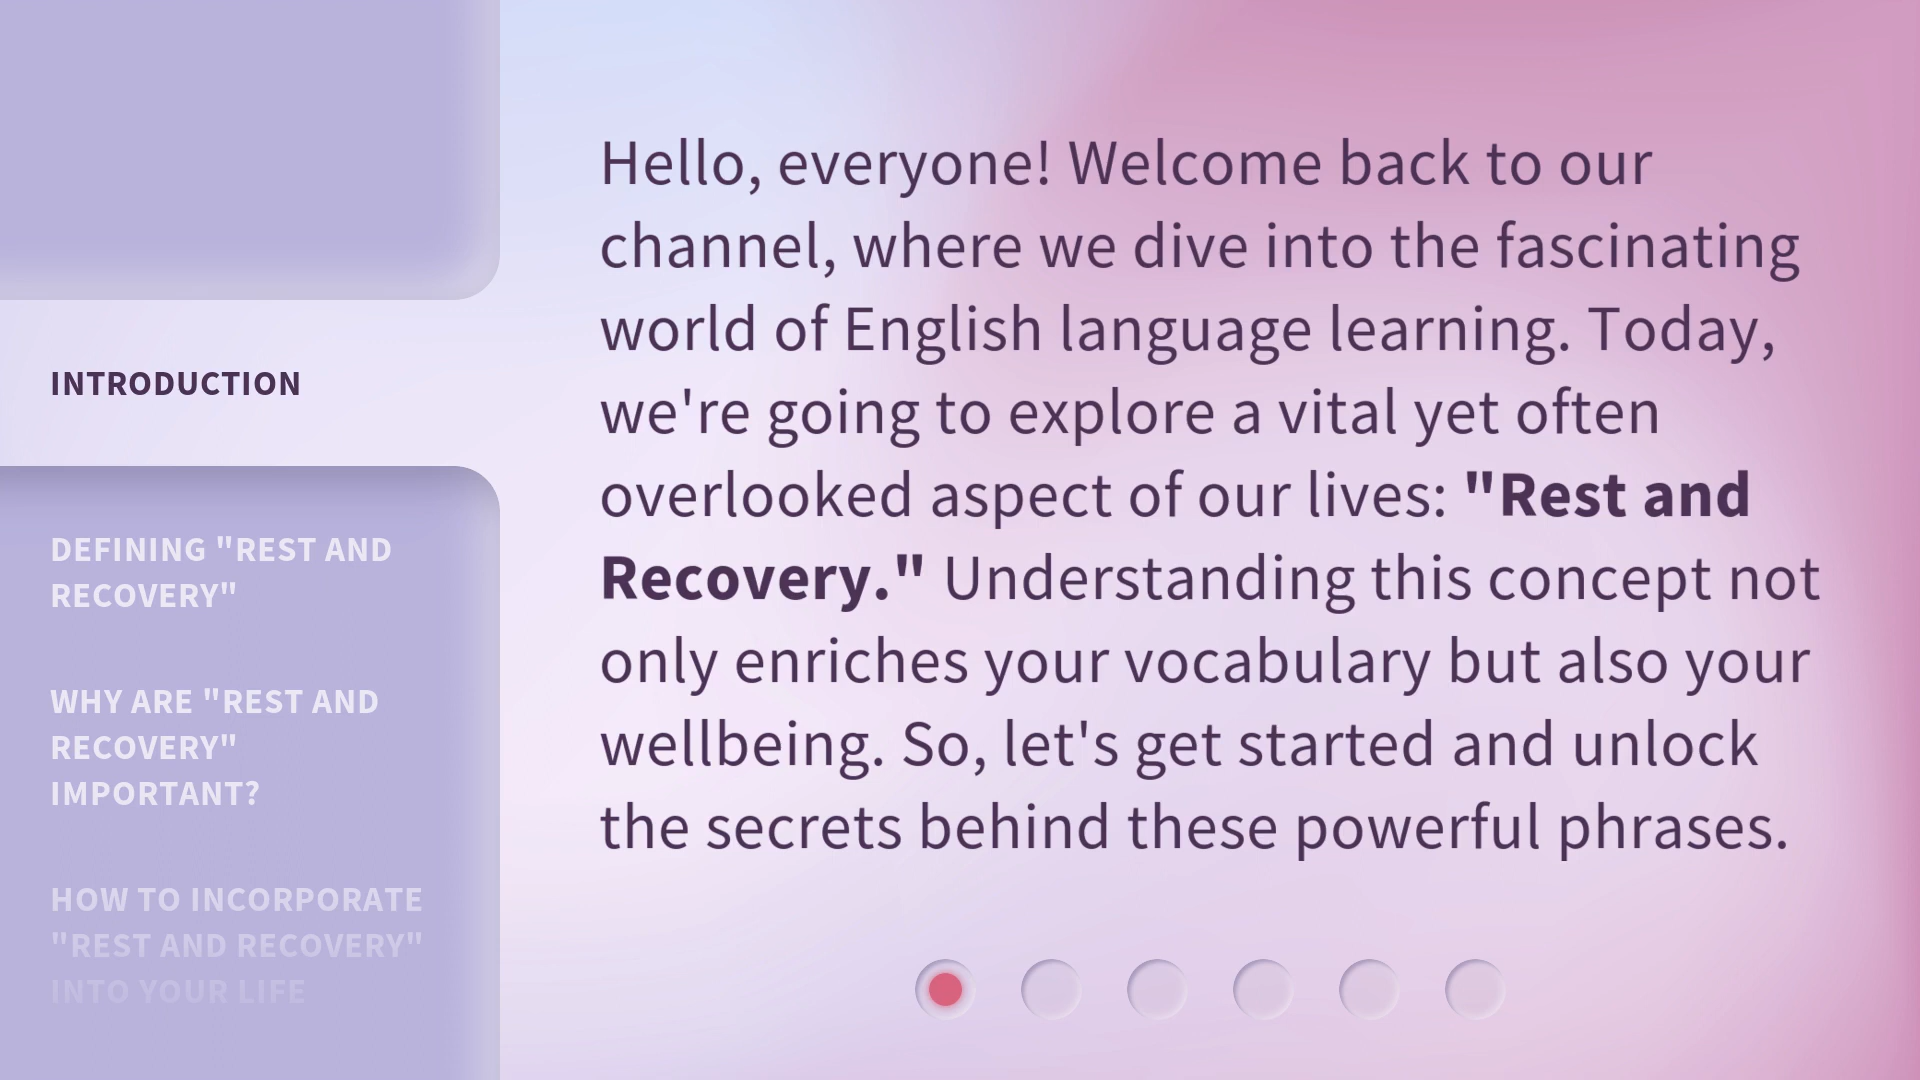 INTRODUCTION
DEFINING "REST AND
RECOVERY"
WHY ARE "REST AND
RECOVERY"
IMPORTANT?
HOW TO INCORPORATE
"REST AND RECOVERY"
INTO YOUR LIFE
Hello, everyone! Welcome back to our
channel, where we dive into the fascinating
world of English language learning. Today,
we're going to explore a vital yet often
overlooked aspect of our lives: "Rest and
Recovery." Understanding this concept not
only enriches your vocabulary but also your
wellbeing. So, let's get started and unlock
the secrets behind these powerful phrases.